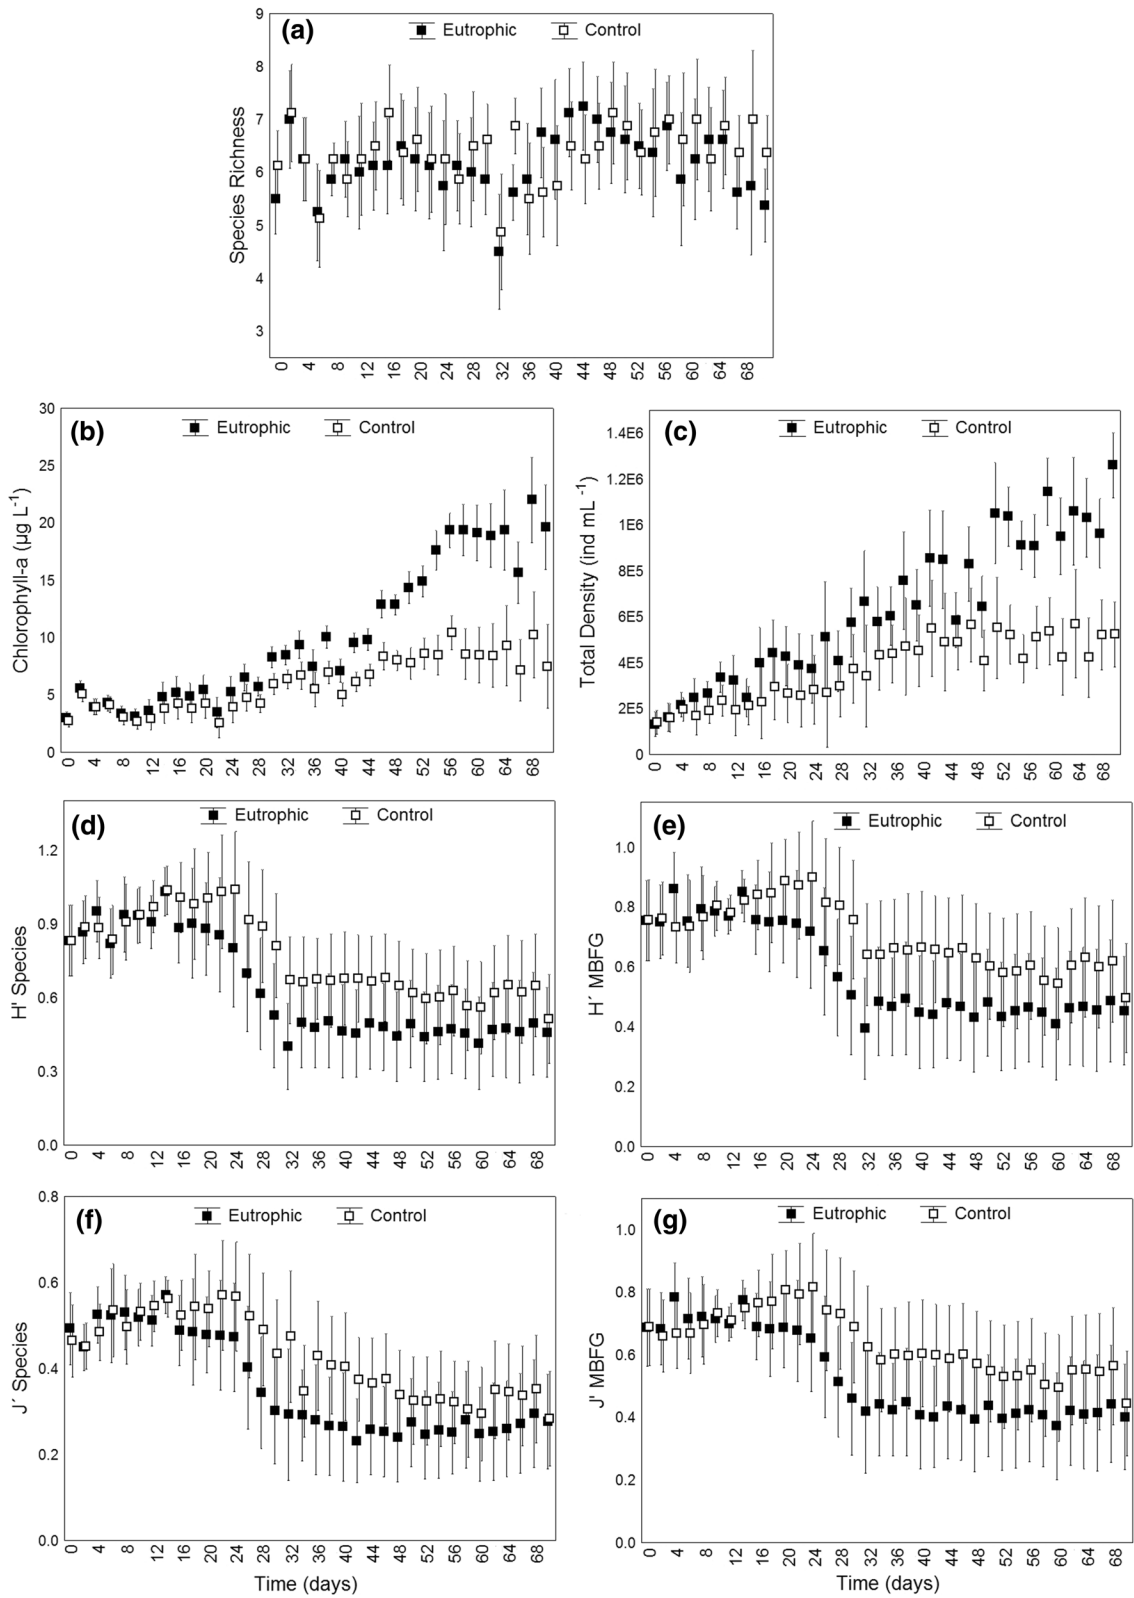 (a)
Eutrophic Control
Species Richness
9
8
7
6
5
4
3
0 4 8 12 16 20 24 28 32 36 40 44 48 52 56 60 64 68
(b)
Eutrophic Control
Chlorophyll-a (µg L-1)
30
25
20
15
10
5
0
0 4 8 12 16 20 24 28 32 36 40 44 48 52 56 60 64 68
(c)
Eutrophic Control
Total Density (ind mL -1)
1.4E6
1.2E6
1E6
8E5
6E5
4E5
2E5
0
0 4 8 12 16 20 24 28 32 36 40 44 48 52 56 60 64 68
(d)
Eutrophic Control
H' Species
1.2
0.9
0.6
0.3
0.0
0 4 8 12 16 20 24 28 32 36 40 44 48 52 56 60 64 68
(e)
Eutrophic Control
H´ MBFG
1.0
0.8
0.6
0.4
0.2
0.0
0 4 8 12 16 20 24 28 32 36 40 44 48 52 56 60 64 68
(f)
Eutrophic Control
J´ Species
0.8
0.6
0.4
0.2
0.0
0 4 8 12 16 20 24 28 32 36 40 44 48 52 56 60 64 68
Time (days)
(g)
Eutrophic Control
J' MBFG
1.0
0.8
0.6
0.4
0.2
0.0
0 4 8 12 16 20 24 28 32 36 40 44 48 52 56 60 64 68
Time (days)